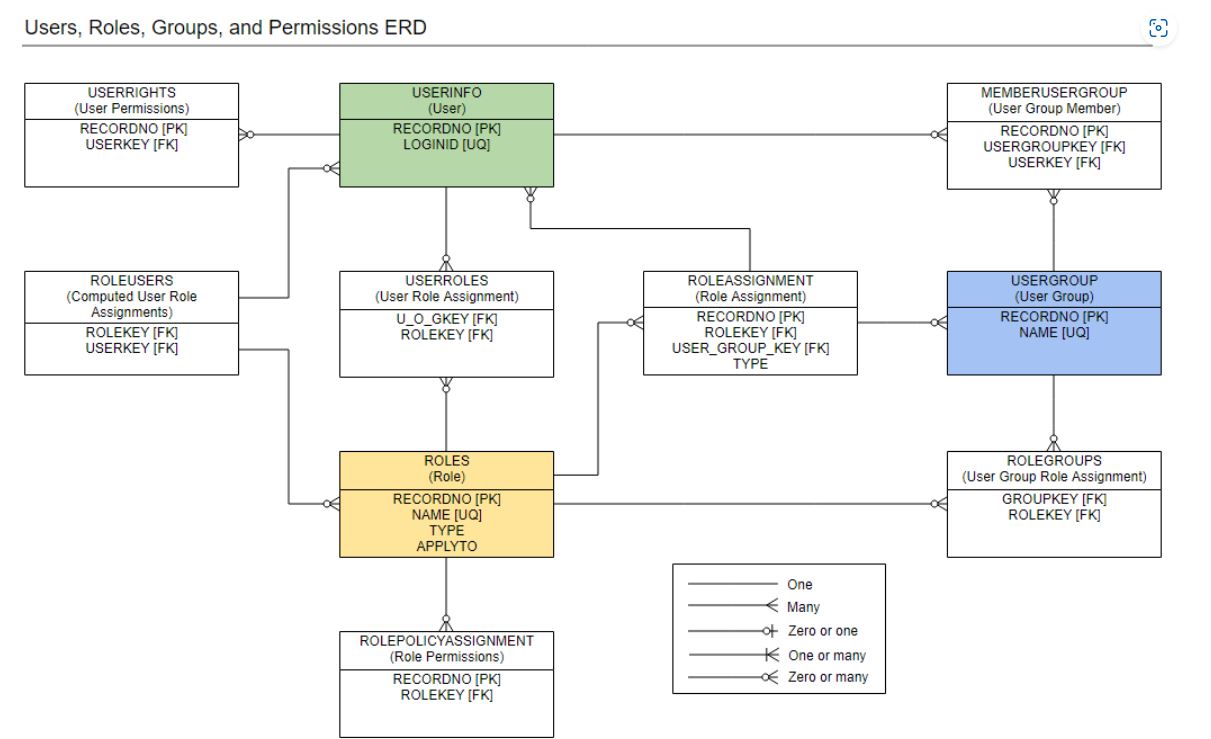 Users, Roles, Groups, and Permissions ERD
USERRIGHTS
(User Permissions)
RECORDNO [PK]
USERKEY [FK]
USERINFO
(User)
RECORDNO [PK]
LOGINID [UQ]
MEMBERUSERGROUP
(User Group Member)
RECORDNO [PK]
USERGROUPKEY [FK]
USERKEY [FK]
ROLEUSERS
(Computed User Role
Assignments)
ROLEKEY [FK]
USERKEY [FK]
USERROLES
(User Role Assignment)
U_O_GKEY [FK]
ROLEKEY [FK]
ROLEASSIGNMENT
(Role Assignment)
RECORDNO [PK]
ROLEKEY [FK]
USER_GROUP_KEY [FK]
TYPE
USERGROUP
(User Group)
RECORDNO [PK]
NAME [UQ]
ROLES
(Role)
RECORDNO [PK]
NAME [UQ]
TYPE
APPLYTO
ROLEGROUPS
(User Group Role Assignment)
GROUPKEY [FK]
ROLEKEY [FK]
ROLEPOLICYASSIGNMENT
(Role Permissions)
RECORDNO [PK]
ROLEKEY [FK]
One
Many
Zero or one
One or many
Zero or many